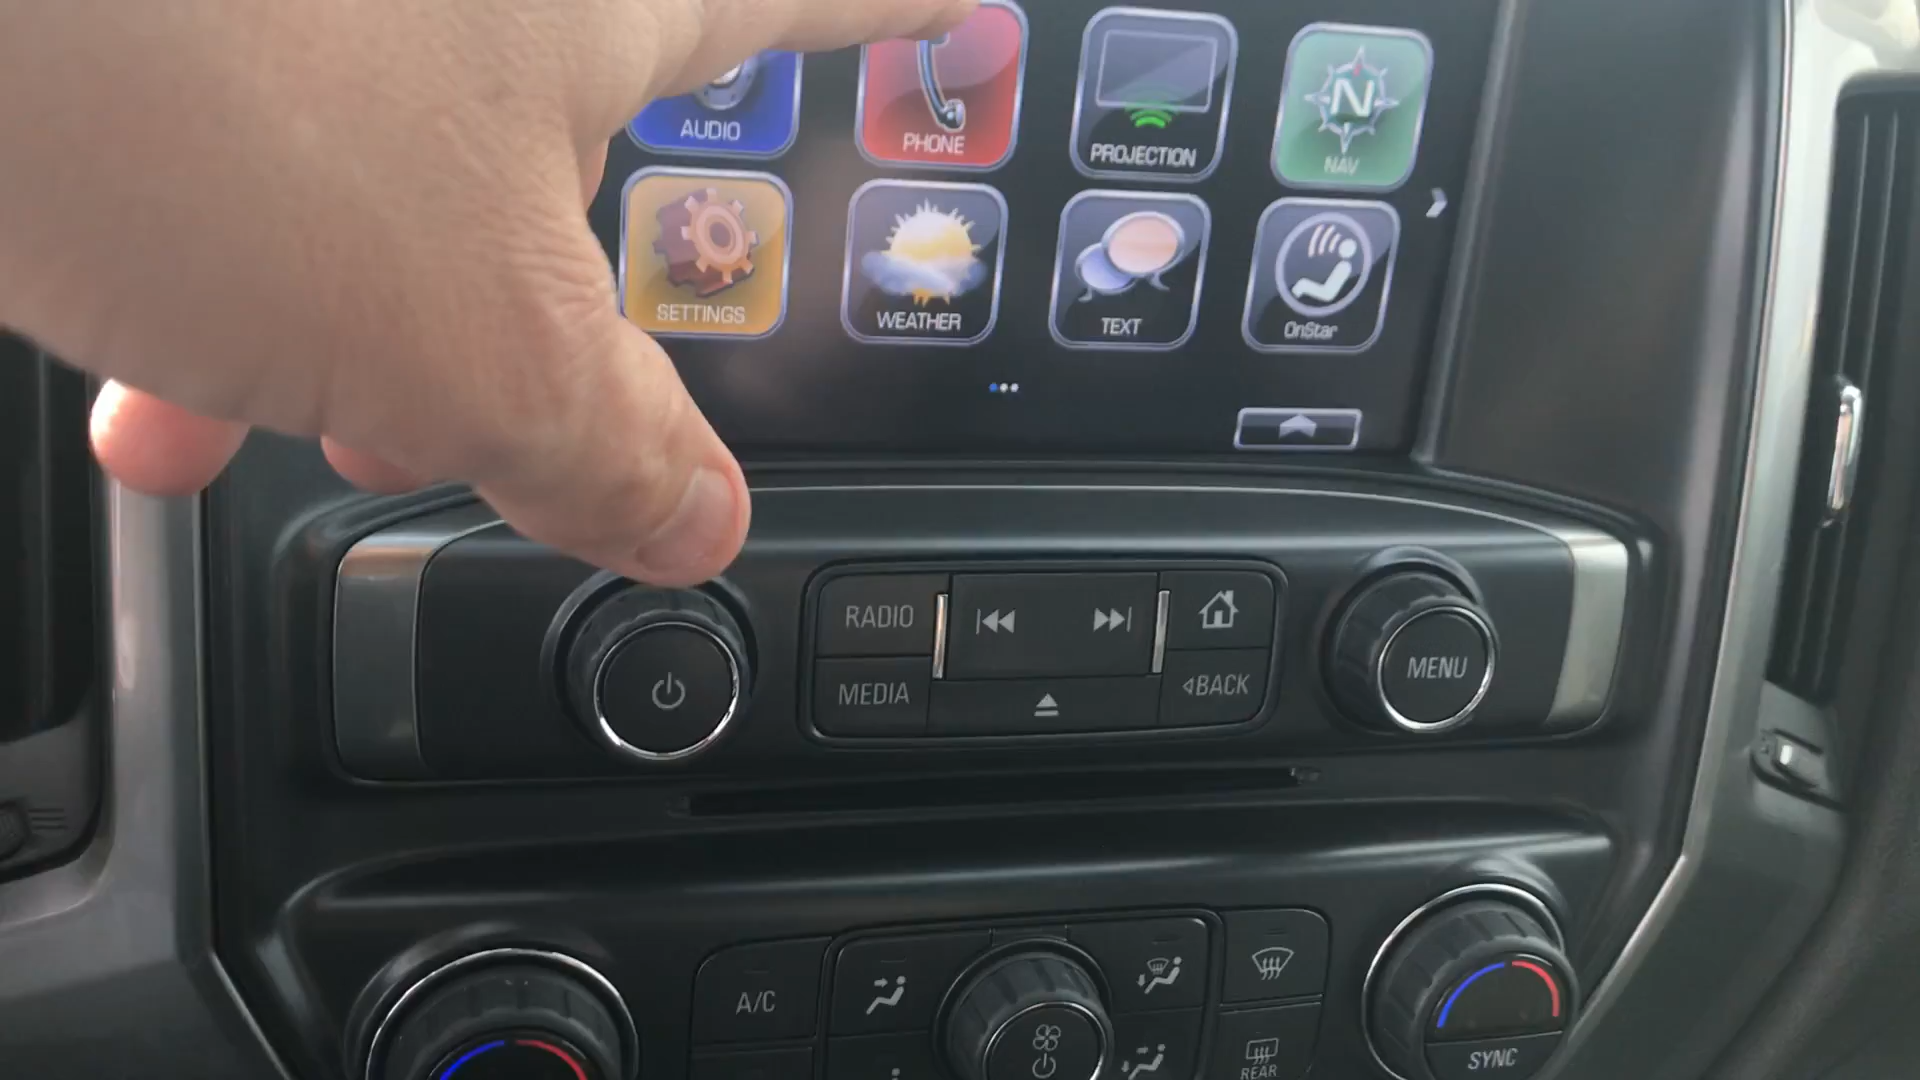 AUDIO
PHONE
PROJECTION
N
NAV
SETTINGS
WEATHER
TEXT
OnStar
RADIO
MEDIA
BACK
MENU
A/C
REAR
SYNC